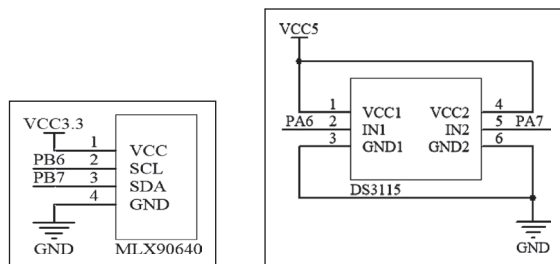 VCC3.3
1 VCC
PB6 2 SCL
PB7 3 SDA
4 GND
GND
MLX90640
VCC5
1 VCC1 VCC2 4
PA6 2 IN1 IN2 5 PA7
3 GND1 GND2 6
DS3115
GND